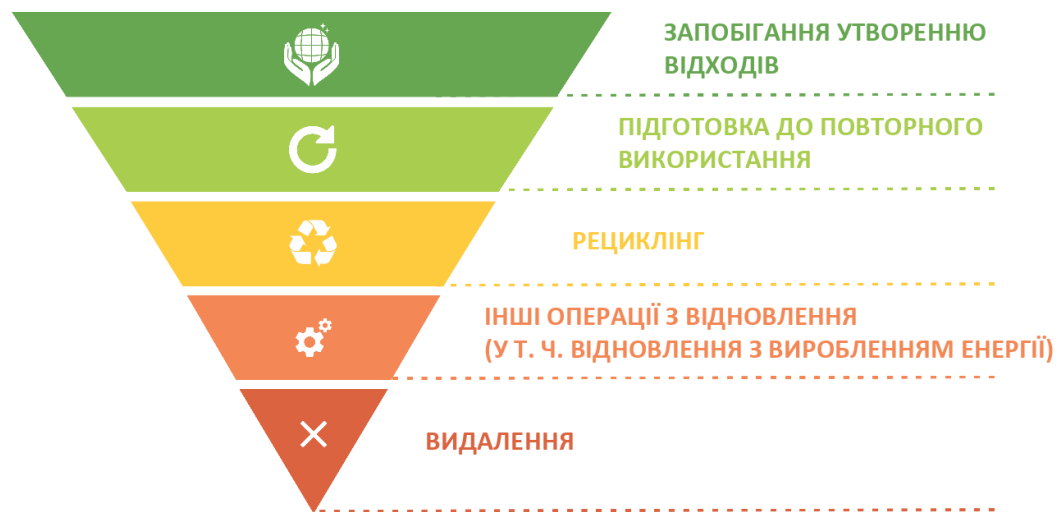 ЗАПОБІГАННЯ УТВОРЕННЮ
ВІДХОДІВ
ПІДГОТОВКА ДО ПОВТОРНОГО
ВИКОРИСТАННЯ
РЕЦИКЛІНГ
ІНШІ ОПЕРАЦІЇ З ВІДНОВЛЕННЯ
(У Т. Ч. ВІДНОВЛЕННЯ З ВИРОБЛЕННЯМ ЕНЕРГІЇ)
ВИДАЛЕННЯ